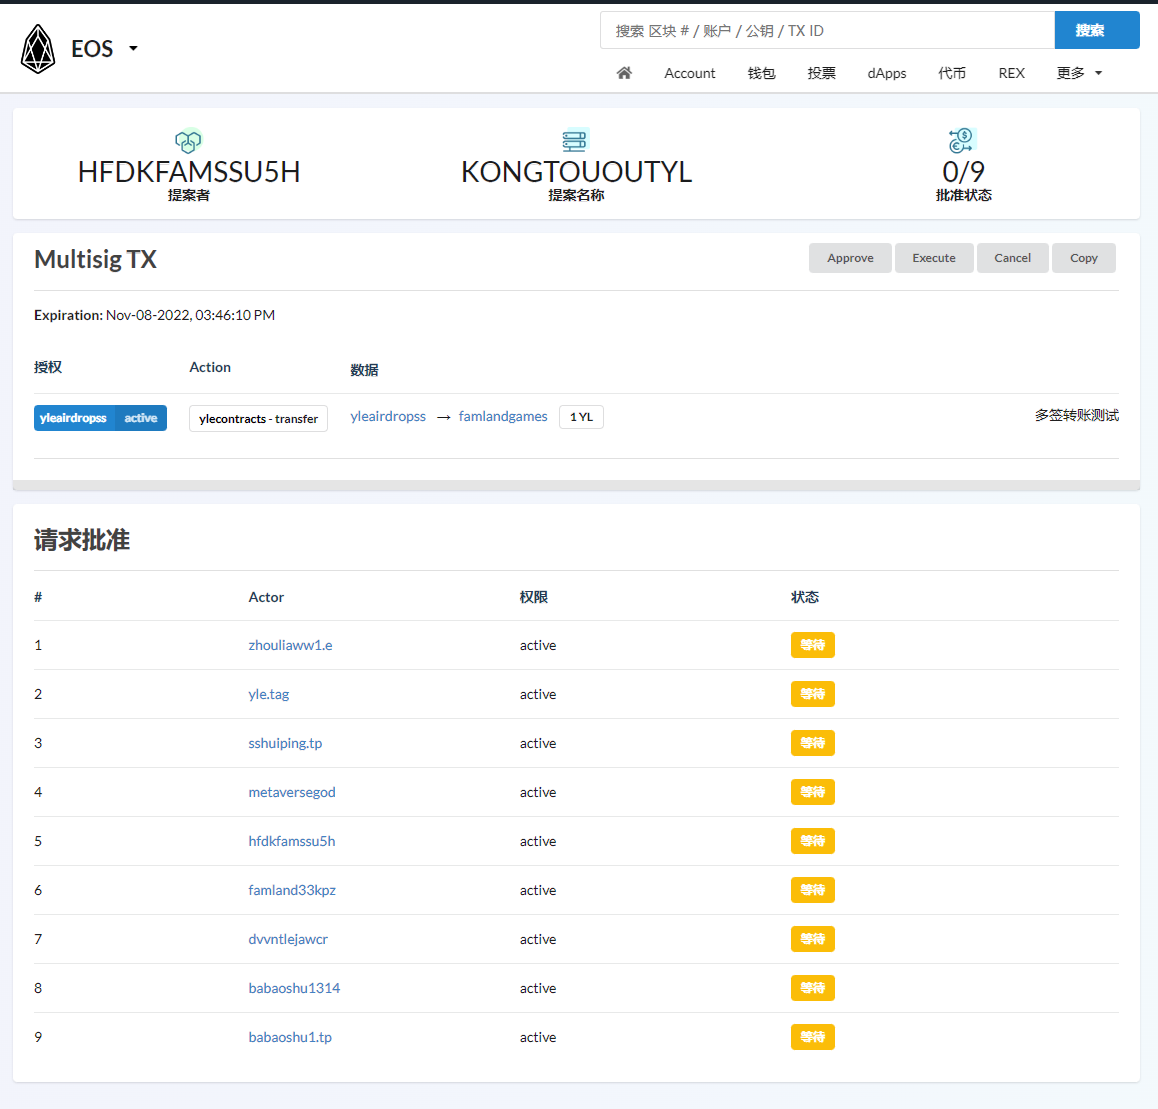 EOS
搜索 区块 # / 账户 / 公钥 / TX ID
搜索
Account 钱包 投票 dApps 代币 REX 更多
HFDKFAMSSU5H KONGTOUOUTYL 0/9
提案者 提案名称 批准状态
Multisig TX Approve Execute Cancel Copy
Expiration: Nov-08-2022, 03:46:10 PM
授权 Action 数据
yleairdropss active ylecontracts - transfer yleairdropss → famlandgames 1 YL 多签转账测试
请求批准
# Actor 权限 状态
1 zhouliaww1.e active 等待
2 yle.tag active 等待
3 sshuiping.tp active 等待
4 metaversegod active 等待
5 hfdkfamssu5h active 等待
6 famland33kpz active 等待
7 dvvntlejawcr active 等待
8 babaoshu1314 active 等待
9 babaoshu1.tp active 等待